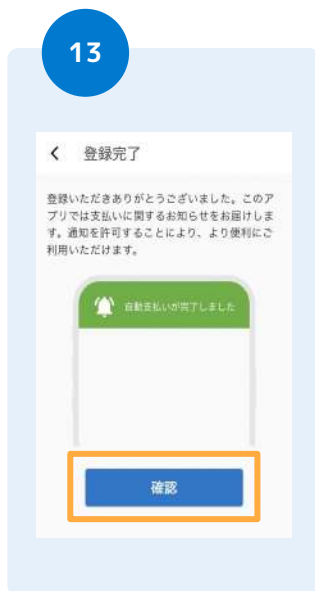 13
登録完了
登録いただきありがとうございました。このア
プリでは支払いに関するお知らせをお届けしま
す。通知を許可することにより、より便利にご
利用いただけます。
自動支払いが完了しました
確認